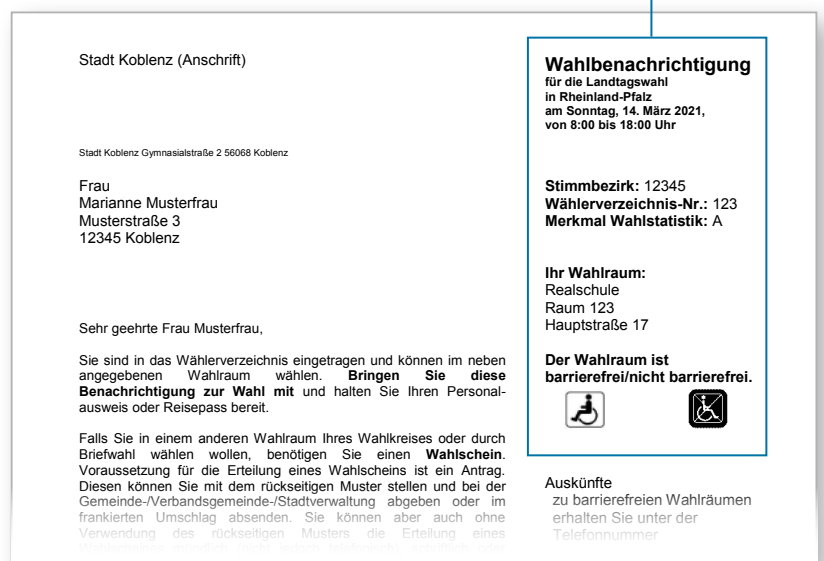 Stadt Koblenz (Anschrift)
Stadt Koblenz Gymnasialstraße 2 56068 Koblenz
Frau
Marianne Musterfrau
Musterstraße 3
12345 Koblenz
Sehr geehrte Frau Musterfrau,
Sie sind in das Wählerverzeichnis eingetragen und können im neben
angegebenen Wahlraum wählen. Bringen Sie diese
Benachrichtigung zur Wahl mit und halten Sie Ihren Personal-
ausweis oder Reisepass bereit.
Falls Sie in einem anderen Wahlraum Ihres Wahlkreises oder durch
Briefwahl wählen wollen, benötigen Sie einen Wahlschein.
Voraussetzung für die Erteilung eines Wahlscheins ist ein Antrag.
Diesen können Sie mit dem rückseitigen Muster stellen und bei der
Gemeinde-/Verbandsgemeinde-/Stadtverwaltung abgeben oder im
frankierten Umschlag absenden. Sie können aber auch ohne
Verwendung des rückseitigen Musters die Erteilung eines
Wahlbenachrichtigung
für die Landtagswahl
in Rheinland-Pfalz
am Sonntag, 14. März 2021,
von 8:00 bis 18:00 Uhr
Stimmbezirk: 12345
Wählerverzeichnis-Nr.: 123
Merkmal Wahlstatistik: A
Ihr Wahlraum:
Realschule
Raum 123
Hauptstraße 17
Der Wahlraum ist
barrierefrei/nicht barrierefrei.
Auskünfte
zu barrierefreien Wahlräumen
erhalten Sie unter der
Telefonnummer